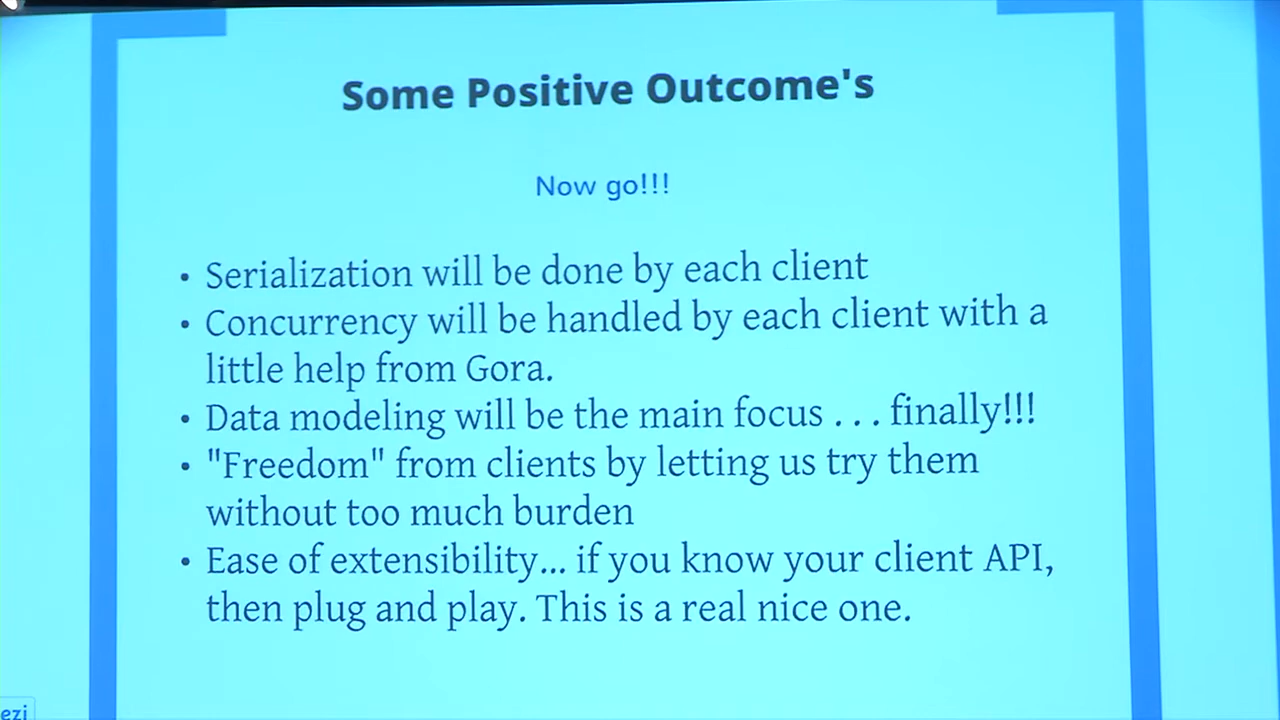 Some Positive Outcome's
Now go!!!
• Serialization will be done by each client
• Concurrency will be handled by each client with a
little help from Gora.
• Data modeling will be the main focus . . . finally!!!
• "Freedom" from clients by letting us try them
without too much burden
• Ease of extensibility... if you know your client API,
then plug and play. This is a real nice one.
ezi